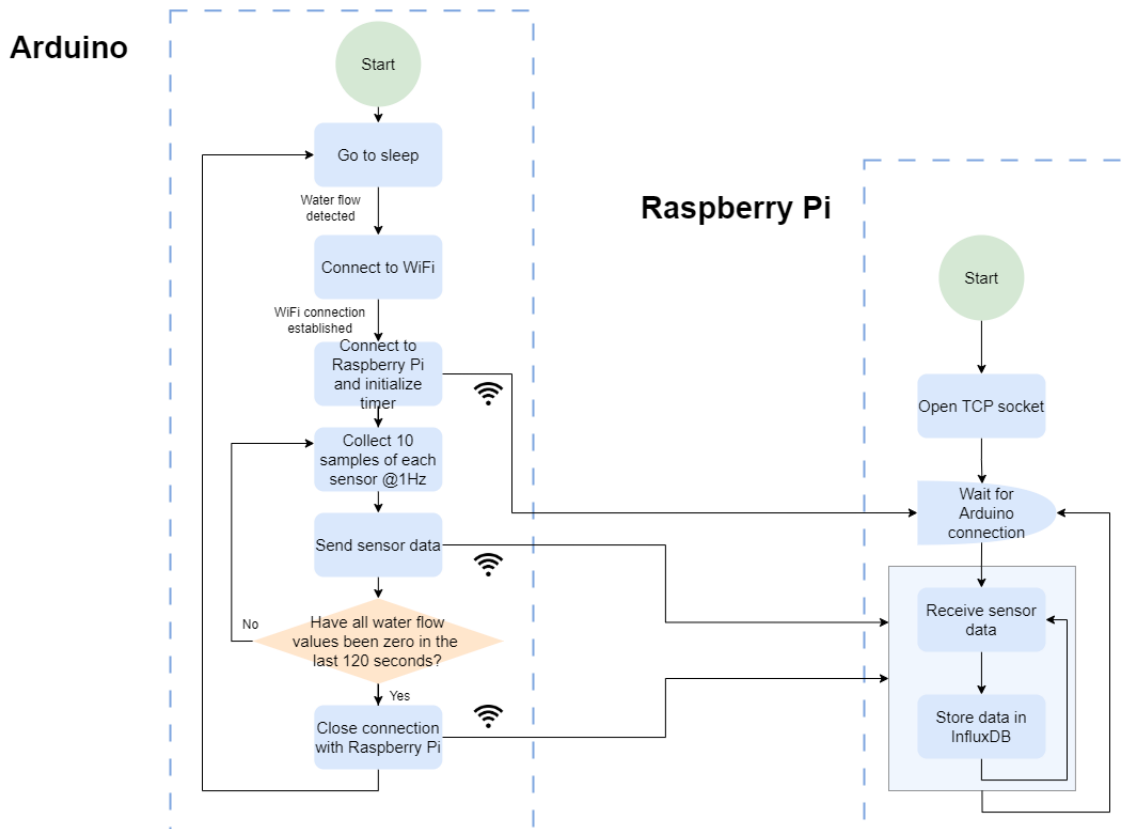 Arduino
Start
Go to sleep
Water flow
detected
Connect to WiFi
WiFi connection
established
Connect to
Raspberry Pi
and initialize
timer
Collect 10
samples of each
sensor @1Hz
Send sensor data
No
Have all water flow
values been zero in the
last 120 seconds?
Yes
Close connection
with Raspberry Pi
Raspberry Pi
Start
Open TCP socket
Wait for
Arduino
connection
Receive sensor
data
Store data in
InfluxDB